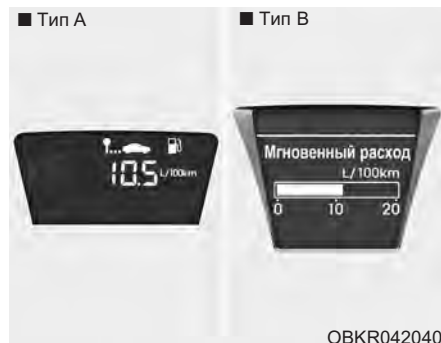 ■ Тип A
■ Тип B
10.5 L/100km
Мгновенный расход
L/100km
0 10 20
OBKR042040